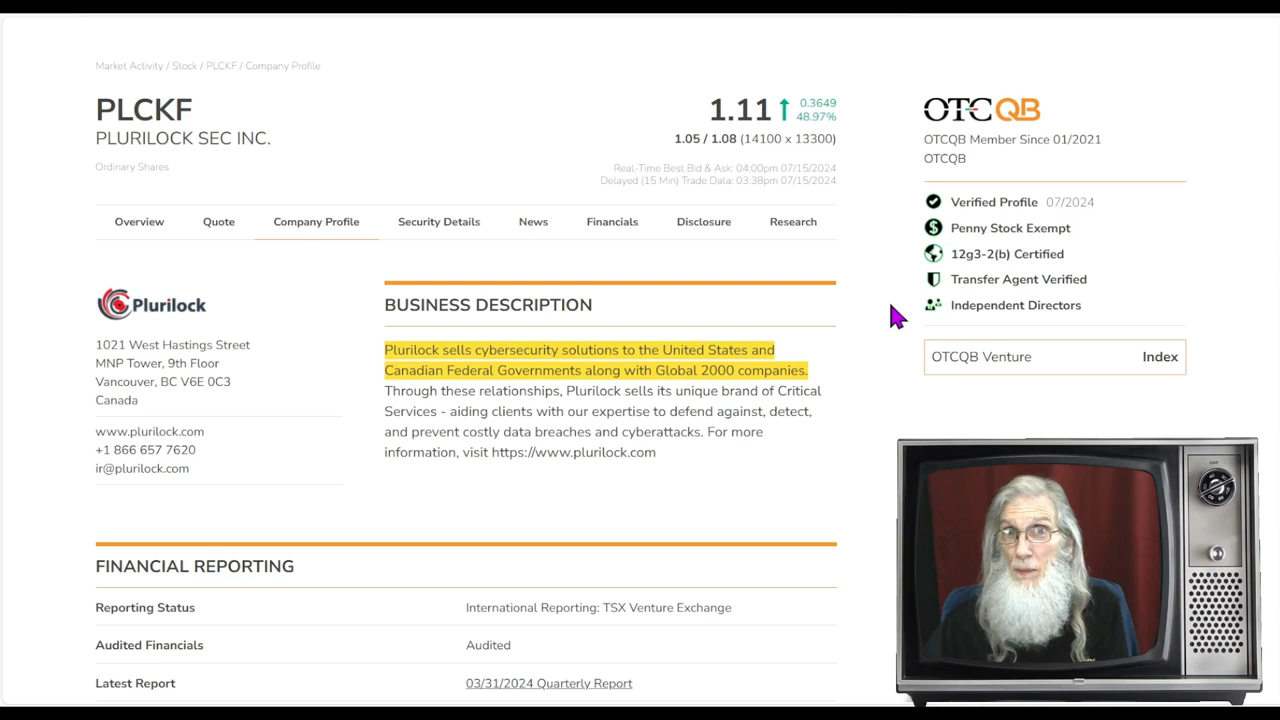 Market Activity / Stock / PLCKF / Company Profile
PLCKF
PLURILOCK SEC INC.
Ordinary Shares
1.11
0.3649
48.97%
1.05 / 1.08 (14100 x 13300)
Real-Time Best Bid & Ask: 04:00pm 07/15/2024
Delayed (15 Min) Trade Data: 03:38pm 07/15/2024
OTCQB
OTCQB Member Since 01/2021
OTCQB
Verified Profile 07/2024
Penny Stock Exempt
12g3-2(b) Certified
Transfer Agent Verified
Independent Directors
OTCQB Venture Index
Overview Quote Company Profile Security Details News Financials Disclosure Research
Plurilock
1021 West Hastings Street
MNP Tower, 9th Floor
Vancouver, BC V6E 0C3
Canada
www.plurilock.com
+1 866 657 7620
ir@plurilock.com
BUSINESS DESCRIPTION
Plurilock sells cybersecurity solutions to the United States and
Canadian Federal Governments along with Global 2000 companies.
Through these relationships, Plurilock sells its unique brand of Critical
Services - aiding clients with our expertise to defend against, detect,
and prevent costly data breaches and cyberattacks. For more
information, visit https://www.plurilock.com
FINANCIAL REPORTING
Reporting Status International Reporting: TSX Venture Exchange
Audited Financials Audited
Latest Report 03/31/2024 Quarterly Report